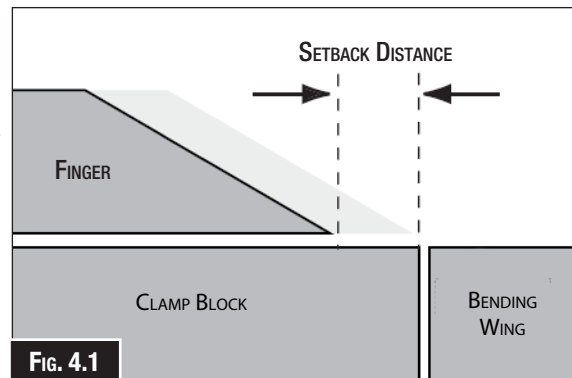 Setback Distance
Finger
Clamp Block
Bending
Wing
Fig. 4.1